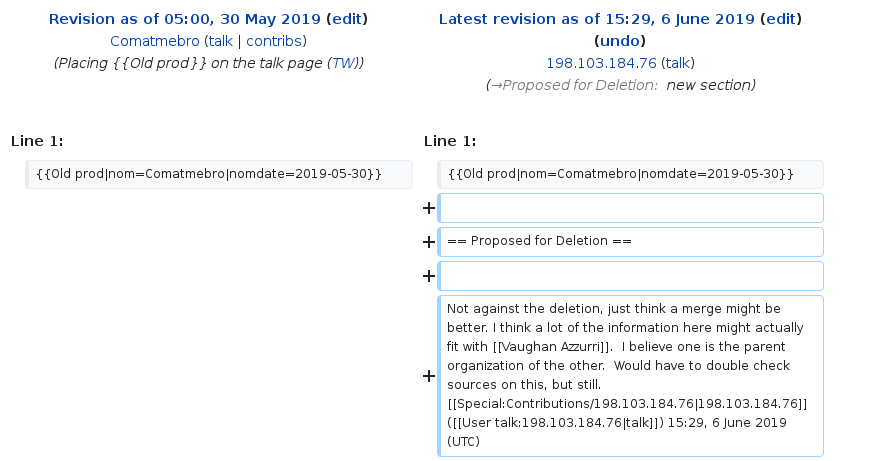 Revision as of 05:00, 30 May 2019 (edit)
Comatmebro (talk | contribs)
(Placing {{Old prod}} on the talk page (TW))
Latest revision as of 15:29, 6 June 2019 (edit)
(undo)
198.103.184.76 (talk)
(→Proposed for Deletion: new section)
Line 1:
Line 1:
{{Old prod|nom=Comatmebro|nomdate=2019-05-30}}
{{Old prod|nom=Comatmebro|nomdate=2019-05-30}}
+
+ == Proposed for Deletion ==
+
+ Not against the deletion, just think a merge might be
better. I think a lot of the information here might actually
fit with [[Vaughan Azzurri]].  I believe one is the parent
organization of the other.  Would have to double check
sources on this, but still.
[[Special:Contributions/198.103.184.76|198.103.184.76]]
([[User talk:198.103.184.76|talk]]) 15:29, 6 June 2019
(UTC)